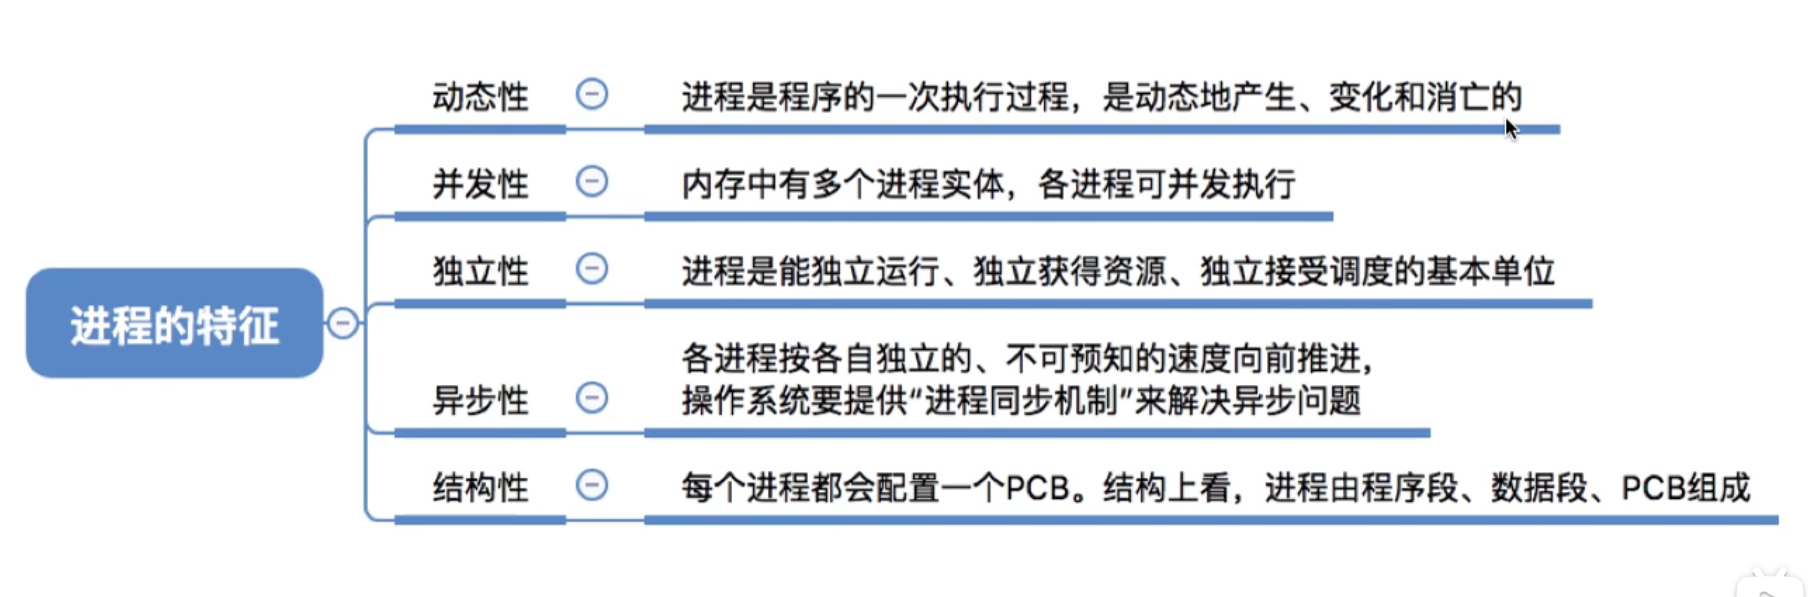 进程的特征
动态性
进程是程序的一次执行过程，是动态地产生、变化和消亡的
并发性
内存中有多个进程实体，各进程可并发执行
独立性
进程是能独立运行、独立获得资源、独立接受调度的基本单位
异步性
各进程按各自独立的、不可预知的速度向前推进，
操作系统要提供“进程同步机制”来解决异步问题
结构性
每个进程都会配置一个PCB。结构上看，进程由程序段、数据段、PCB组成